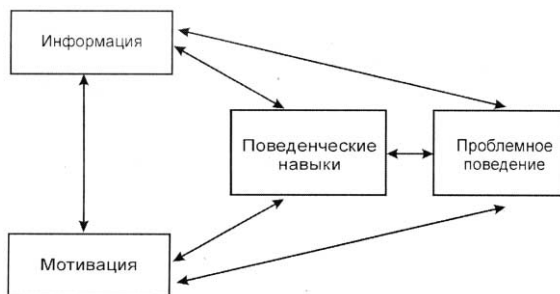 Информация
Поведенческие
навыки
Проблемное
поведение
Мотивация